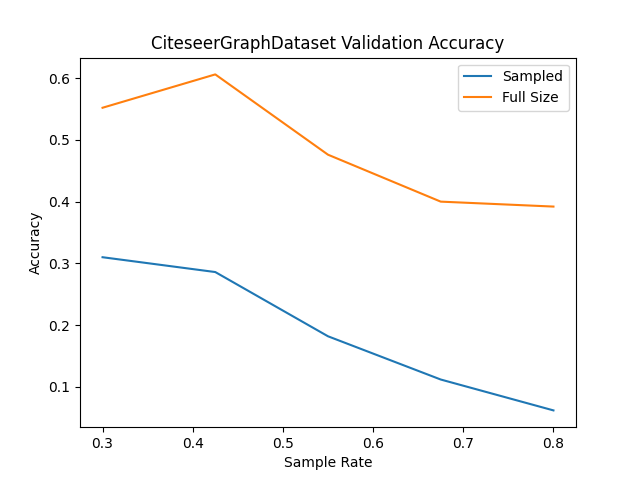 CiteseerGraphDataset Validation Accuracy
Sampled
Full Size
0.6
0.5
0.4
0.3
0.2
0.1
Accuracy
0.3 0.4 0.5 0.6 0.7 0.8
Sample Rate